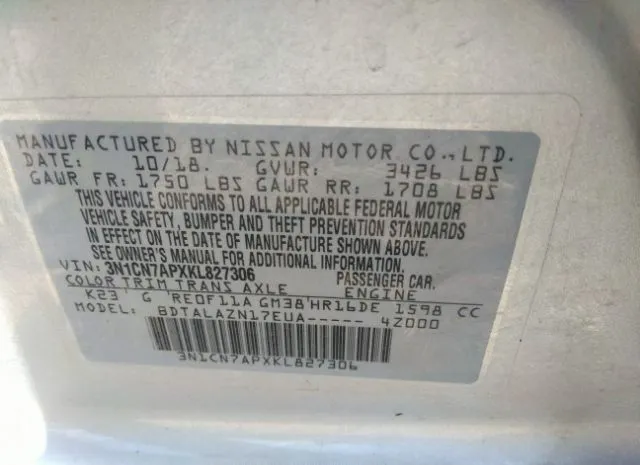 MANUFACTURED BY NISSAN MOTOR CO.,LTD.
DATE: 10/18. GVWR: 3426 LBS
GAWR FR: 1750 LBS GAWR RR: 1708 LBS
THIS VEHICLE CONFORMS TO ALL APPLICABLE FEDERAL MOTOR
VEHICLE SAFETY, BUMPER AND THEFT PREVENTION STANDARDS
IN EFFECT ON THE DATE OF MANUFACTURE SHOWN ABOVE.
SEE OWNER'S MANUAL FOR ADDITIONAL INFORMATION.
VIN: 3N1CN7APXKL827306 PASSENGER CAR.
COLOR TRIM TRANS AXLE ENGINE
K23 G RE0F11A GM38 HR16DE 1598 CC
MODEL: BDTALAZN17EUA----- 4Z000
3N1CN7APXKL827306